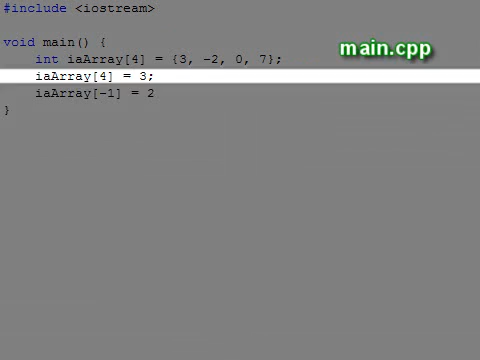 #include <iostream>
void main() {
main.cpp
int iaArray[4] = {3, -2, 0, 7};
iaArray[4] = 3;
iaArray[-1] = 2
}